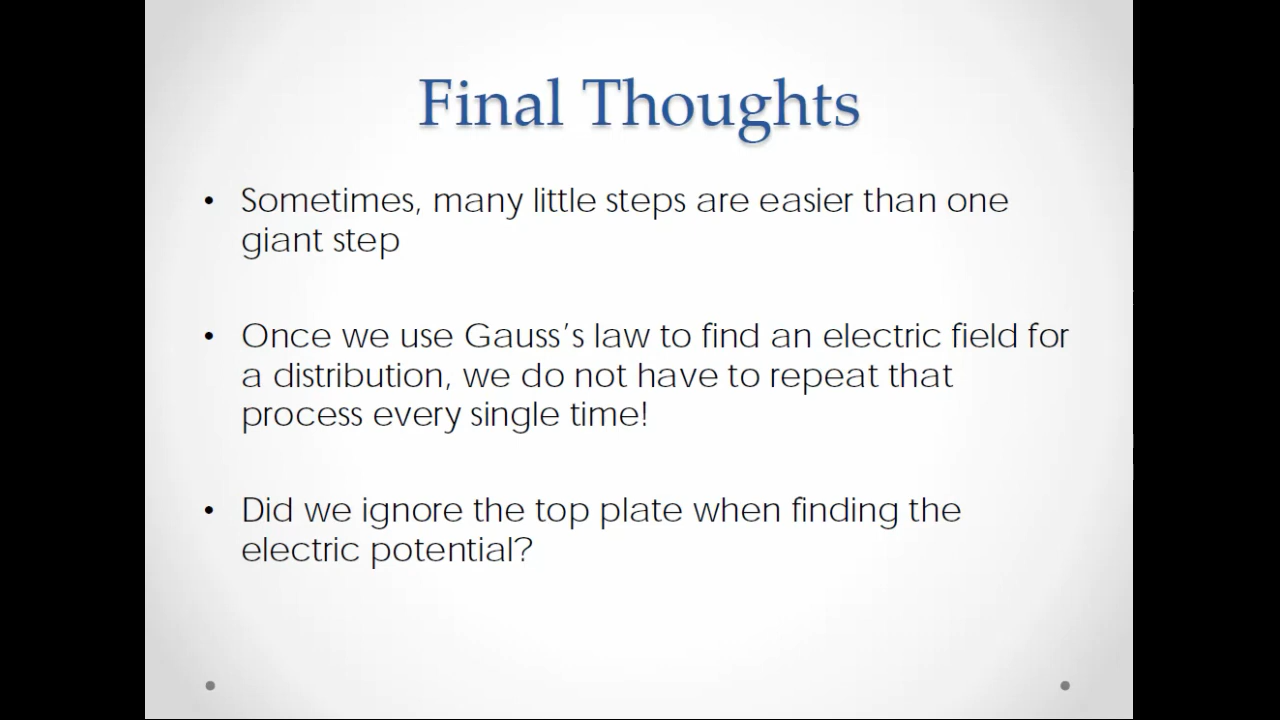 Final Thoughts
• Sometimes, many little steps are easier than one
giant step
• Once we use Gauss's law to find an electric field for
a distribution, we do not have to repeat that
process every single time!
• Did we ignore the top plate when finding the
electric potential?